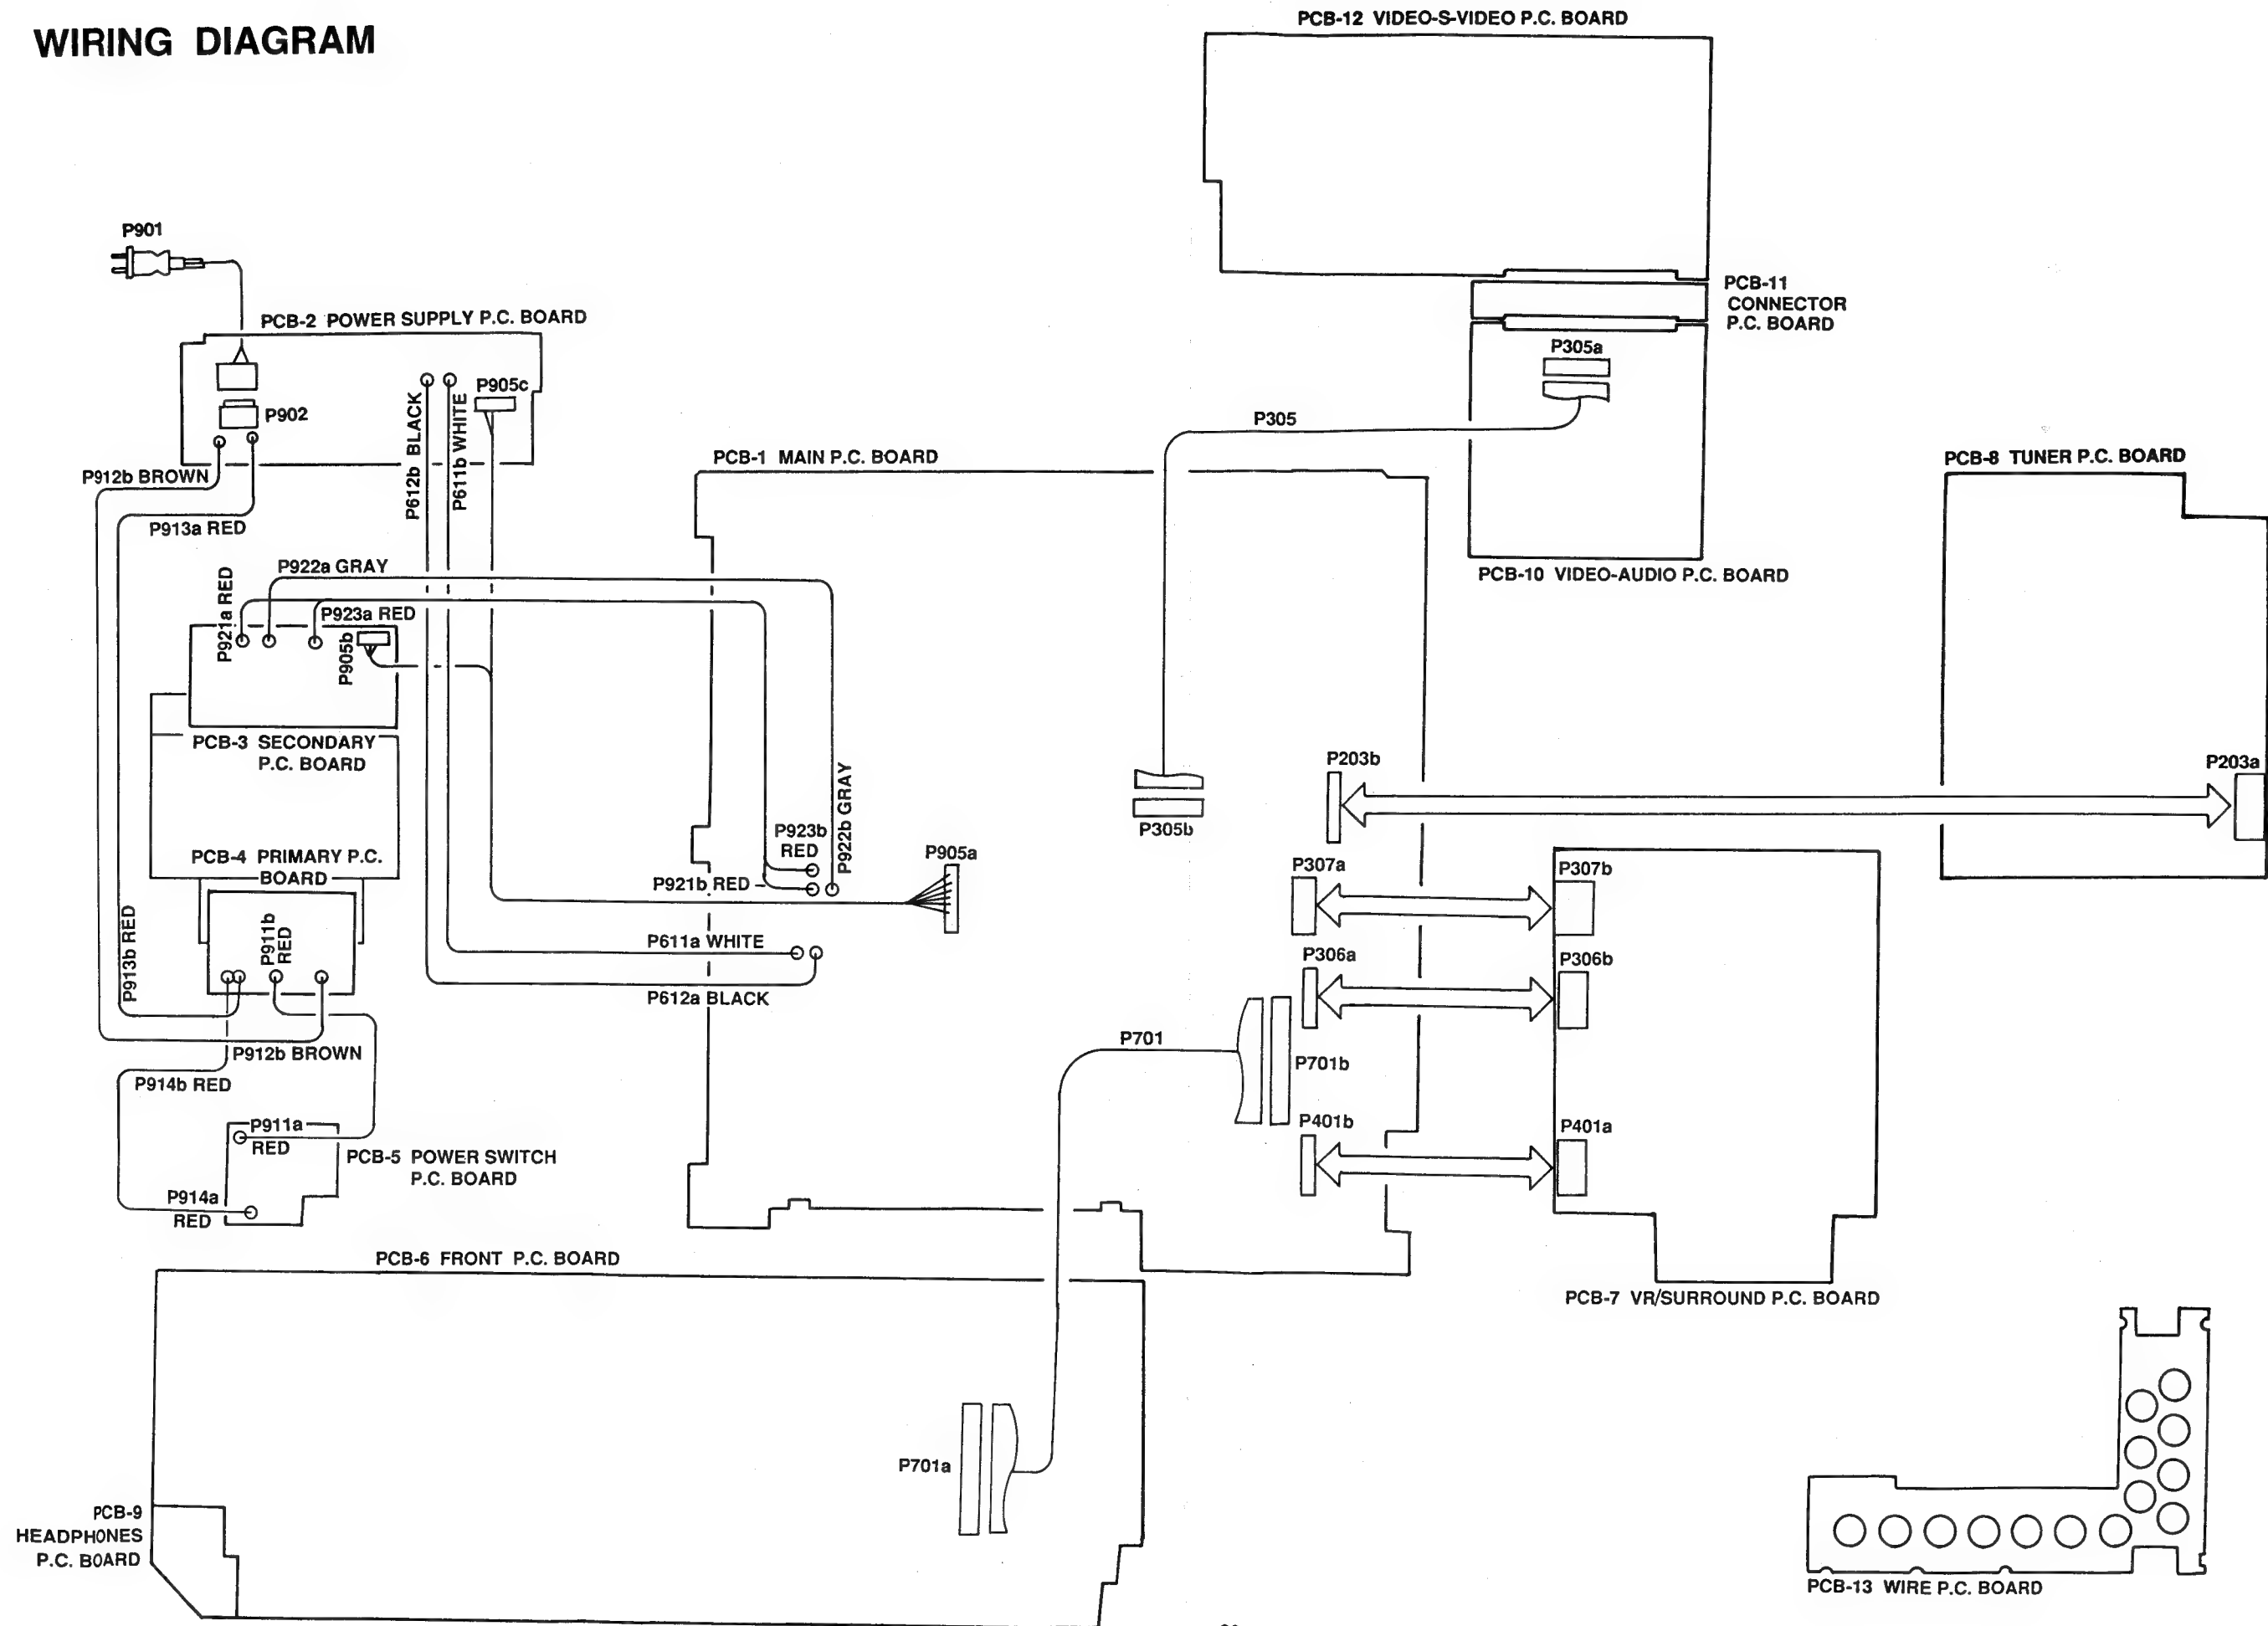 WIRING DIAGRAM
PCB-12 VIDEO-S-VIDEO P.C. BOARD
P901
PCB-11
CONNECTOR
P.C. BOARD
PCB-2 POWER SUPPLY P.C. BOARD
P305a
P905c
P902
P305
P612b BLACK
P611b WHITE
PCB-1 MAIN P.C. BOARD
PCB-8 TUNER P.C. BOARD
P912b BROWN
P913a RED
P922a GRAY
PCB-10 VIDEO-AUDIO P.C. BOARD
P921a RED
P923a RED
P905b
PCB-3 SECONDARY
P.C. BOARD
P203b
P203a
P922b GRAY
P923b
RED
P305b
PCB-4 PRIMARY P.C.
BOARD
P921b RED
P905a
P307a
P307b
P913b RED
P911b
RED
P611a WHITE
P306a
P306b
P612a BLACK
P912b BROWN
P701
P701b
P914b RED
P911a
RED
P401b
P401a
PCB-5 POWER SWITCH
P.C. BOARD
P914a
RED
PCB-6 FRONT P.C. BOARD
PCB-7 VR/SURROUND P.C. BOARD
P701a
PCB-9
HEADPHONES
P.C. BOARD
PCB-13 WIRE P.C. BOARD